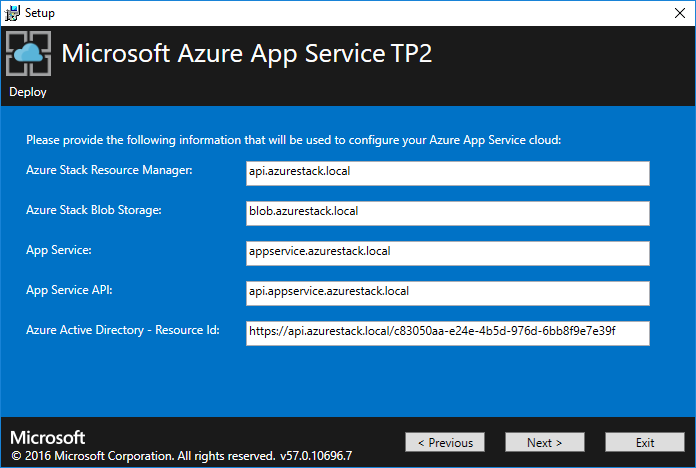 Setup
Microsoft Azure App Service TP2
Deploy
Please provide the following information that will be used to configure your Azure App Service cloud:
Azure Stack Resource Manager: api.azurestack.local
Azure Stack Blob Storage: blob.azurestack.local
App Service: appservice.azurestack.local
App Service API: api.appservice.azurestack.local
Azure Active Directory - Resource Id: https://api.azurestack.local/c83050aa-e24e-4b5d-976d-6bb8f9e7e39f
Microsoft
© 2016 Microsoft Corporation. All rights reserved. v57.0.10696.7
< Previous Next > Exit